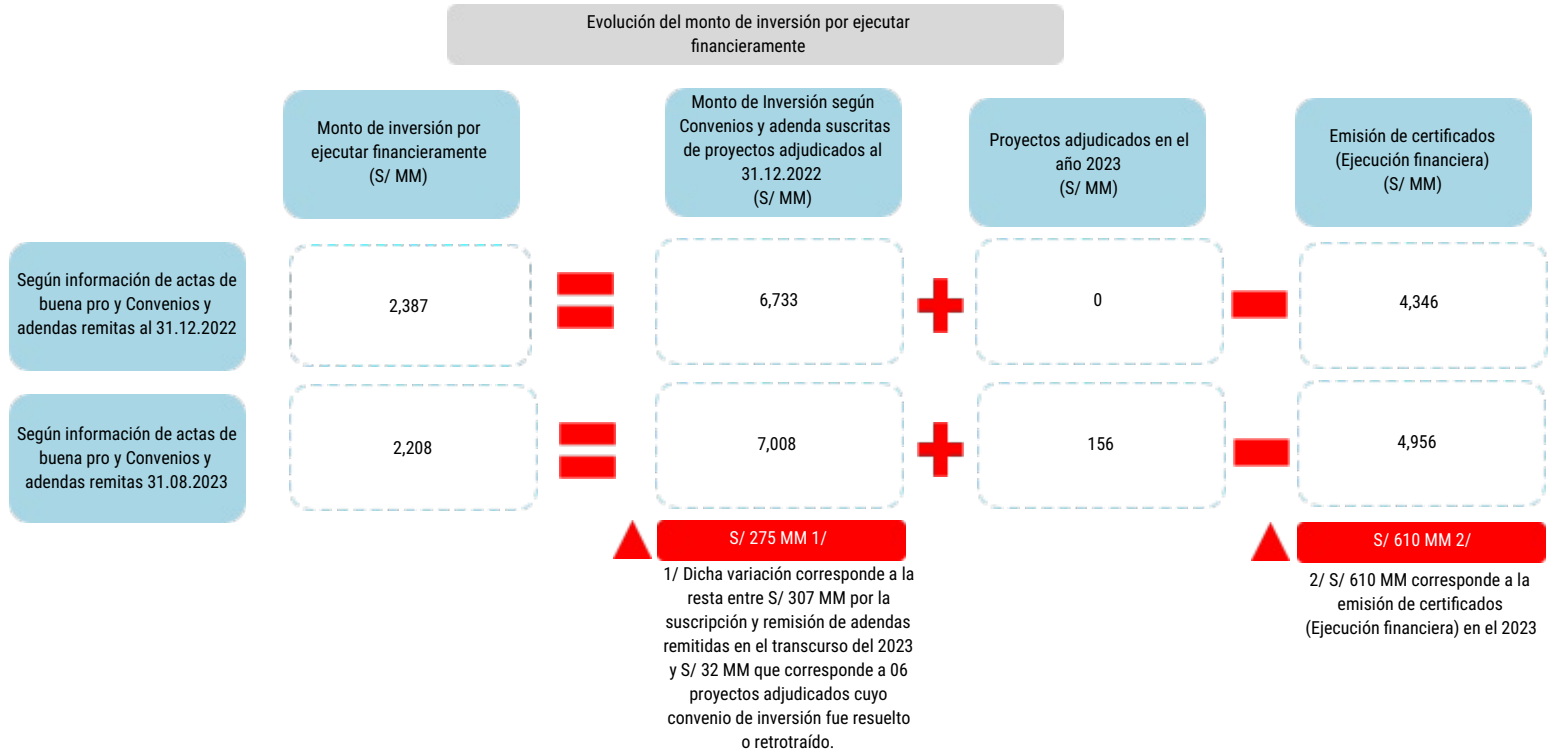 Evolución del monto de inversión por ejecutar
financieramente
Monto de inversión por
ejecutar financieramente
(S/ MM)
Monto de Inversión según
Convenios y adenda suscritas
de proyectos adjudicados al
31.12.2022
(S/ MM)
Proyectos adjudicados en el
año 2023
(S/ MM)
Emisión de certificados
(Ejecución financiera)
(S/ MM)
Según información de actas de
buena pro y Convenios y
adendas remitas al 31.12.2022
2,387
6,733
0
4,346
Según información de actas de
buena pro y Convenios y
adendas remitas 31.08.2023
2,208
7,008
156
4,956
S/ 275 MM 1/
1/ Dicha variación corresponde a la
resta entre S/ 307 MM por la
suscripción y remisión de adendas
remitidas en el transcurso del 2023
y S/ 32 MM que corresponde a 06
proyectos adjudicados cuyo
convenio de inversión fue resuelto
o retrotraído.
S/ 610 MM 2/
2/ S/ 610 MM corresponde a la
emisión de certificados
(Ejecución financiera) en el 2023